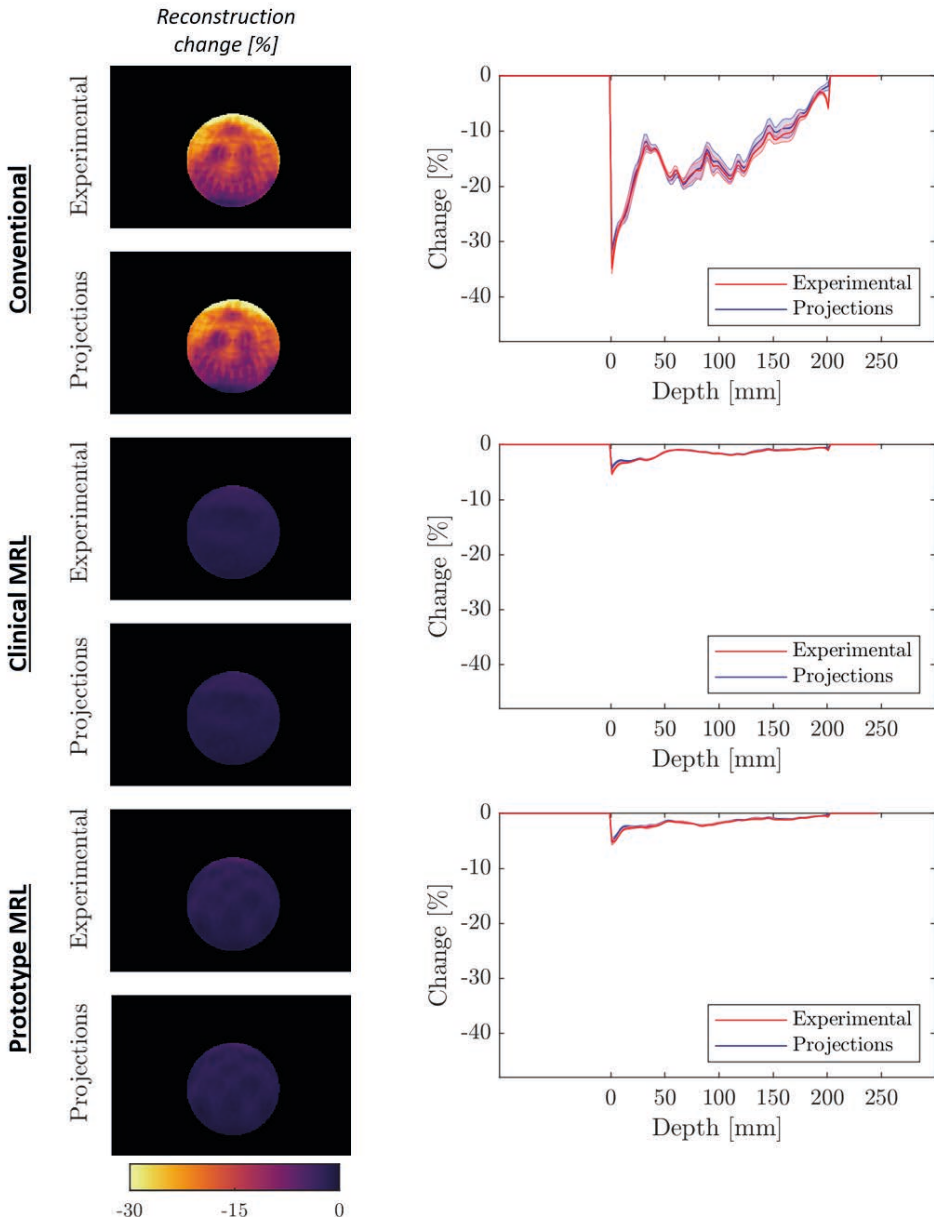 Reconstruction
change [%]
Conventional
Experimental
Projections
Clinical MRL
Experimental
Projections
Prototype MRL
Experimental
Projections
-30
-15
0
0
-10
-20
-30
-40
Change [%]
Experimental
Projections
0 50 100 150 200 250
Depth [mm]
0
-10
-20
-30
-40
Change [%]
Experimental
Projections
0 50 100 150 200 250
Depth [mm]
0
-10
-20
-30
-40
Change [%]
Experimental
Projections
0 50 100 150 200 250
Depth [mm]